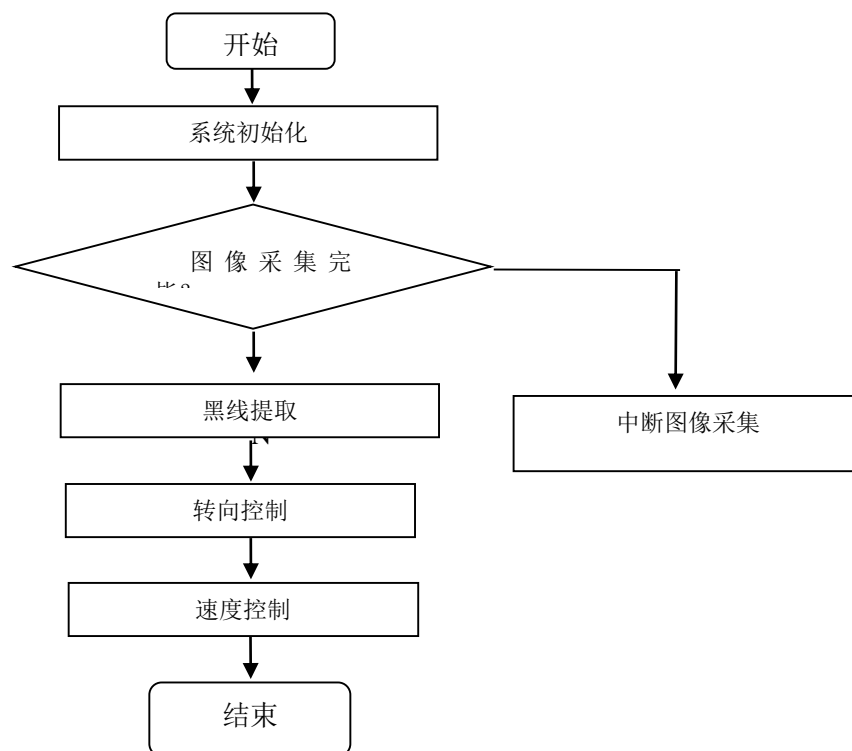 开始
系统初始化
图 像 采 集 完
黑线提取
中断图像采集
N
转向控制
速度控制
结束